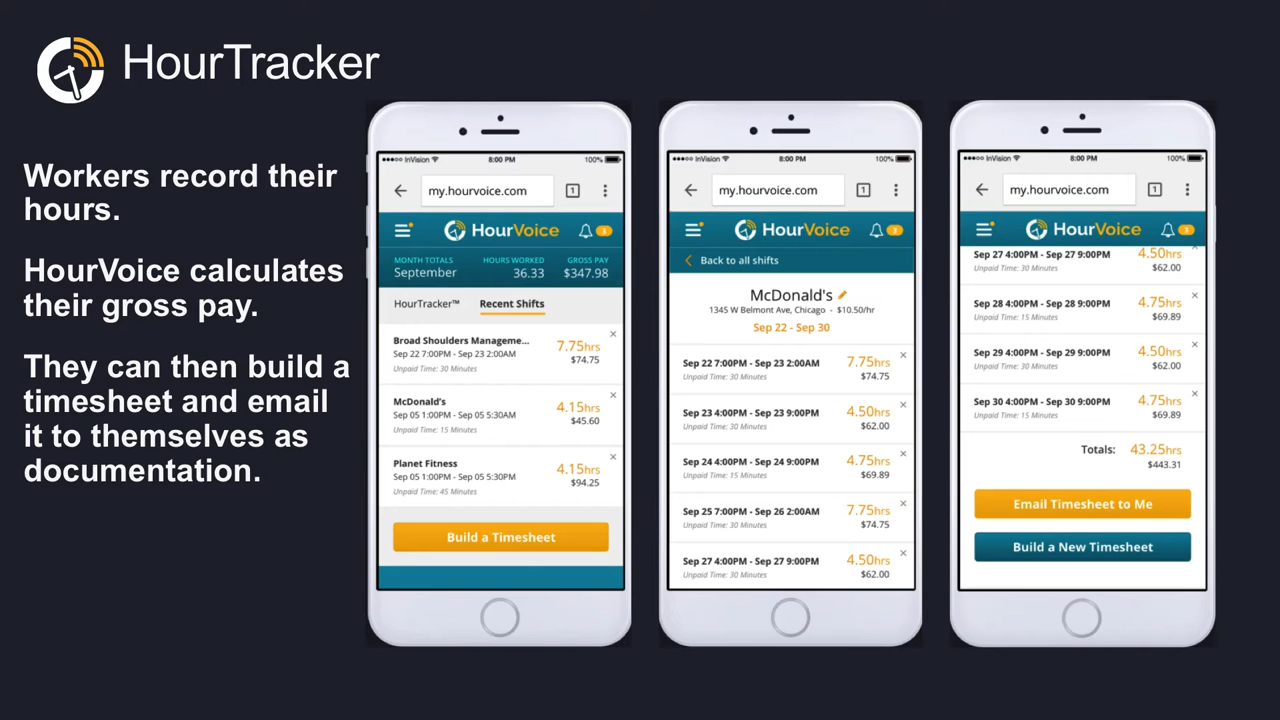 HourTracker
Workers record their
hours.
HourVoice calculates
their gross pay.
They can then build a
timesheet and email
it to themselves as
documentation.
InVision
8:00 PM
100%
my.hourvoice.com
1
HourVoice
3
MONTH TOTALS
September
HOURS WORKED
36.33
GROSS PAY
$347.98
HourTracker™
Recent Shifts
Broad Shoulders Manageme...
Sep 22 7:00PM - Sep 23 2:00AM
Unpaid Time: 30 Minutes
7.75hrs
$74.75
McDonald's
Sep 05 1:00PM - Sep 05 5:30AM
Unpaid Time: 15 Minutes
4.15hrs
$45.60
Planet Fitness
Sep 05 1:00PM - Sep 05 5:30PM
Unpaid Time: 45 Minutes
4.15hrs
$94.25
Build a Timesheet
InVision
8:00 PM
100%
my.hourvoice.com
1
HourVoice
3
Back to all shifts
McDonald's
1345 W Belmont Ave, Chicago - $10.50/hr
Sep 22 - Sep 30
Sep 22 7:00PM - Sep 23 2:00AM
Unpaid Time: 30 Minutes
7.75hrs
$74.75
Sep 23 4:00PM - Sep 23 9:00PM
Unpaid Time: 30 Minutes
4.50hrs
$62.00
Sep 24 4:00PM - Sep 24 9:00PM
Unpaid Time: 15 Minutes
4.75hrs
$69.89
Sep 25 7:00PM - Sep 26 2:00AM
Unpaid Time: 30 Minutes
7.75hrs
$74.75
Sep 27 4:00PM - Sep 27 9:00PM
Unpaid Time: 30 Minutes
4.50hrs
$62.00
InVision
8:00 PM
100%
my.hourvoice.com
1
HourVoice
3
Sep 27 4:00PM - Sep 27 9:00PM
Unpaid Time: 30 Minutes
4.50hrs
$62.00
Sep 28 4:00PM - Sep 28 9:00PM
Unpaid Time: 15 Minutes
4.75hrs
$69.89
Sep 29 4:00PM - Sep 29 9:00PM
Unpaid Time: 30 Minutes
4.50hrs
$62.00
Sep 30 4:00PM - Sep 30 9:00PM
Unpaid Time: 15 Minutes
4.75hrs
$69.89
Totals:
43.25hrs
$443.31
Email Timesheet to Me
Build a New Timesheet